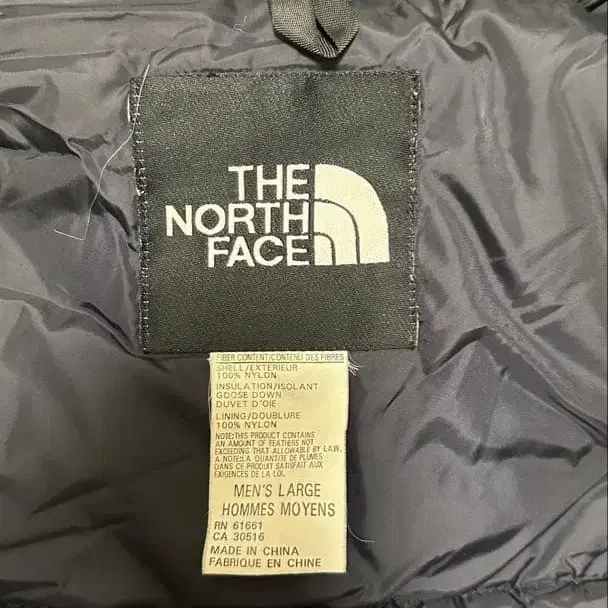 THE
NORTH
FACE
FIBER CONTENT/CONTENU DES FIBRES
SHELL/EXTERIEUR
100% NYLON
INSULATION/ISOLANT
GOOSE DOWN
DUVET D'OIE
LINING/DOUBLURE
100% NYLON
NOTE:THIS PRODUCT CONTAINS
AN AMOUNT OF FEATHERS NOT
EXCEEDING THAT ALLOWABLE BY LAW.
A NOTE:LA QUANTITE DE PLUMES
DANS CE PRODUIT SATISFAIT AUX
EXIGENCES DE LA LOI.
MEN'S LARGE
HOMMES MOYENS
RN 61661
CA 30516
MADE IN CHINA
FABRIQUE EN CHINE